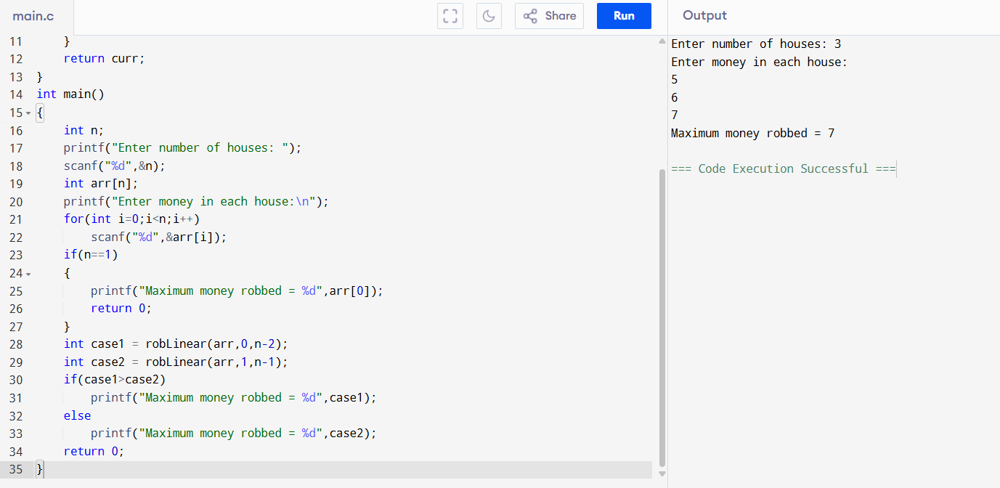 main.c
Share
Run
Output
11 }
12 return curr;
13 }
14 int main()
15 {
16 int n;
17 printf("Enter number of houses: ");
18 scanf("%d",&n);
19 int arr[n];
20 printf("Enter money in each house:\n");
21 for(int i=0;i<n;i++)
22 scanf("%d",&arr[i]);
23 if(n==1)
24 {
25 printf("Maximum money robbed = %d",arr[0]);
26 return 0;
27 }
28 int case1 = robLinear(arr,0,n-2);
29 int case2 = robLinear(arr,1,n-1);
30 if(case1>case2)
31 printf("Maximum money robbed = %d",case1);
32 else
33 printf("Maximum money robbed = %d",case2);
34 return 0;
35 }
Enter number of houses: 3
Enter money in each house:
5
6
7
Maximum money robbed = 7
=== Code Execution Successful ===